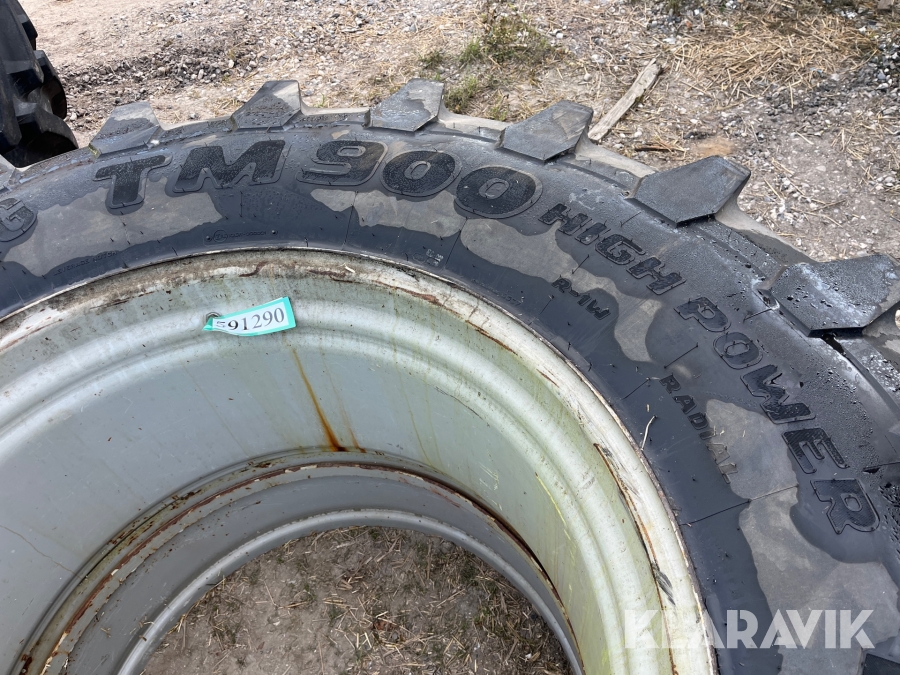 TM900 HIGH POWER
R-1W
RADIAL
591290
KLARAVIK